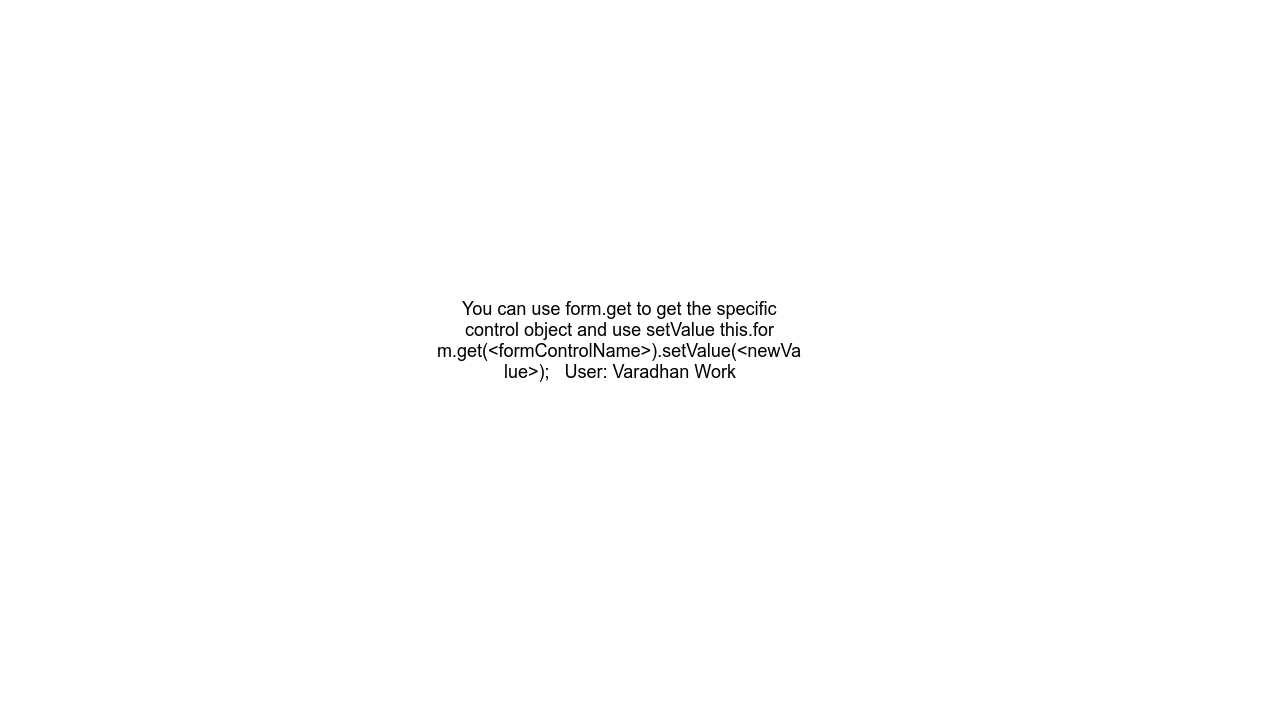 You can use form.get to get the specific
control object and use setValue this.for
m.get(<formControlName>).setValue(<newVa
lue>);   User: Varadhan Work